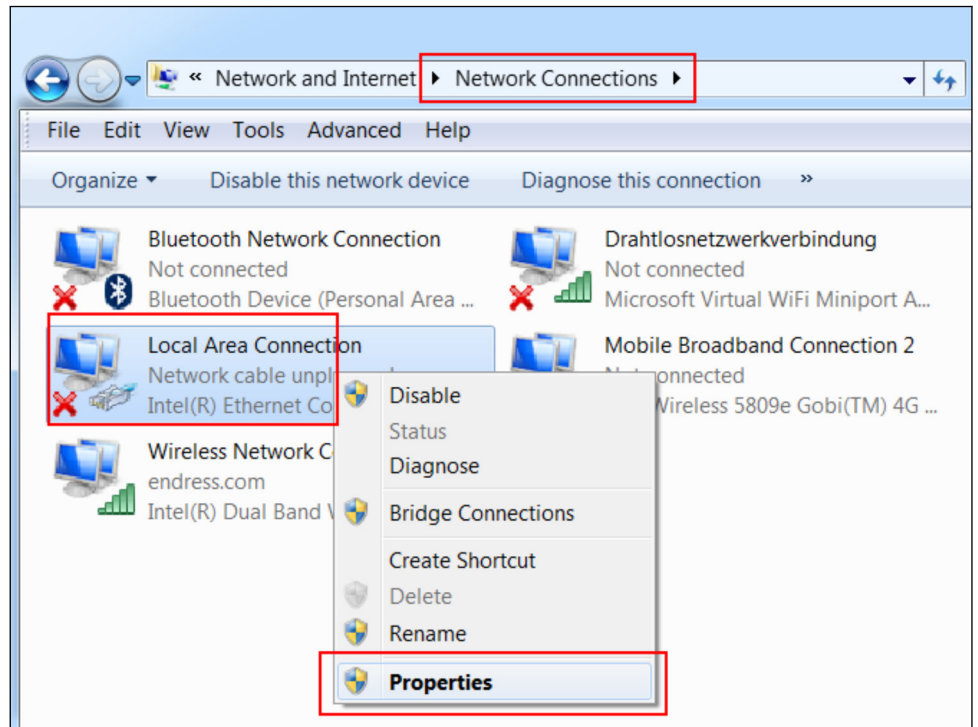 « Network and Internet ▸ Network Connections ▸
File Edit View Tools Advanced Help
Organize Disable this network device Diagnose this connection »
Bluetooth Network Connection
Not connected
Bluetooth Device (Personal Area ...
Drahtlosnetzwerkverbindung
Not connected
Microsoft Virtual WiFi Miniport A...
Local Area Connection
Network cable
Intel(R) Ethernet
Mobile Broadband Connection 2
Wireless 5809e Gobi(TM) 4G ...
Wireless Network
endress.com
Intel(R) Dual Band
Disable
Status
Diagnose
Bridge Connections
Create Shortcut
Delete
Rename
Properties